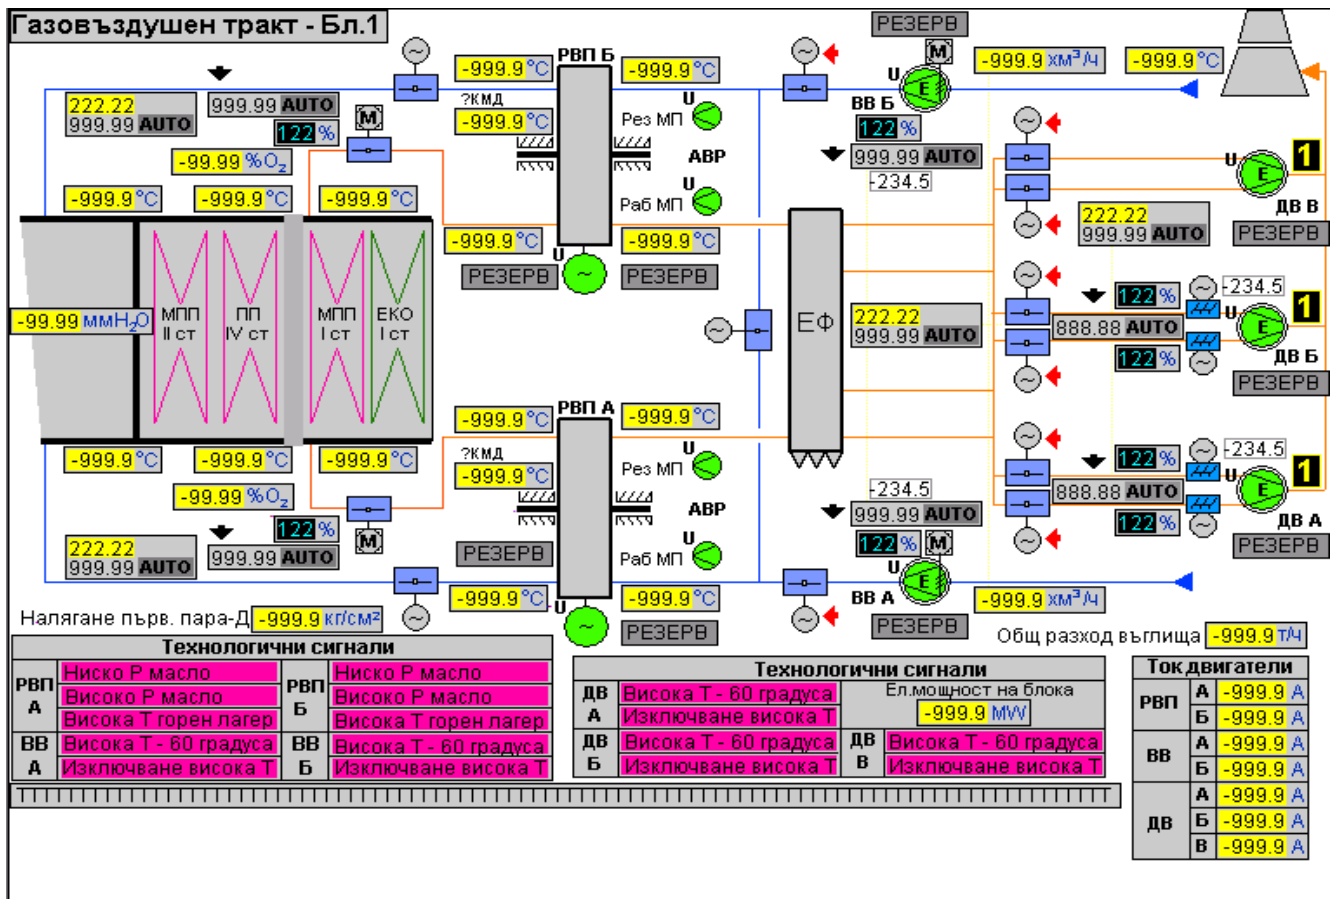 Газовъздушен тракт - Бл.1
РЕЗЕРВ
M
-999.9 °C
РВП Б
-999.9 °C
U
-999.9 хм³/ч
-999.9 °C
222.22
999.99 AUTO
999.99 AUTO
122 %
M
?КМД
-999.9 °C
U
Рез МП
ВВ Б
E
122 %
999.99 AUTO
-234.5
-99.99 %O₂
АВР
U
Раб МП
U
E
1
ДВ В
РЕЗЕРВ
-999.9 °C
-999.9 °C
-999.9 °C
222.22
999.99 AUTO
-999.9 °C
-999.9 °C
U
РЕЗЕРВ
РЕЗЕРВ
-99.99 ммH₂O
МПП
II ст
ПП
IV ст
МПП
I ст
ЕКО
I ст
ЕФ
222.22
999.99 AUTO
122 %
-234.5
888.88 AUTO
U
E
1
122 %
ДВ Б
РЕЗЕРВ
-999.9 °C
РВП А
-999.9 °C
-999.9 °C
-999.9 °C
-999.9 °C
?КМД
-999.9 °C
U
Рез МП
122 %
-234.5
888.88 AUTO
U
E
1
122 %
ДВ А
РЕЗЕРВ
-99.99 %O₂
122 %
999.99 AUTO
M
222.22
999.99 AUTO
АВР
РЕЗЕРВ
U
Раб МП
-234.5
999.99 AUTO
122 %
M
U
E
ВВ А
РЕЗЕРВ
-999.9 °C
U
-999.9 °C
РЕЗЕРВ
-999.9 хм³/ч
Налягане първ. пара-Д -999.9 кг/см²
Общ разход въглища -999.9 т/ч
Технологични сигнали
РВП
А
Ниско Р масло
Високо Р масло
Висока Т горен лагер
РВП
Б
Ниско Р масло
Високо Р масло
Висока Т горен лагер
ВВ
А
Висока Т - 60 градуса
Изключване висока Т
ВВ
Б
Висока Т - 60 градуса
Изключване висока Т
Технологични сигнали
ДВ
А
Висока Т - 60 градуса
Изключване висока Т
Ел.мощност на блока
-999.9 MW
ДВ
Б
Висока Т - 60 градуса
Изключване висока Т
ДВ
В
Висока Т - 60 градуса
Изключване висока Т
Ток двигатели
РВП
А -999.9 А
Б -999.9 А
ВВ
А -999.9 А
Б -999.9 А
ДВ
А -999.9 А
Б -999.9 А
В -999.9 А